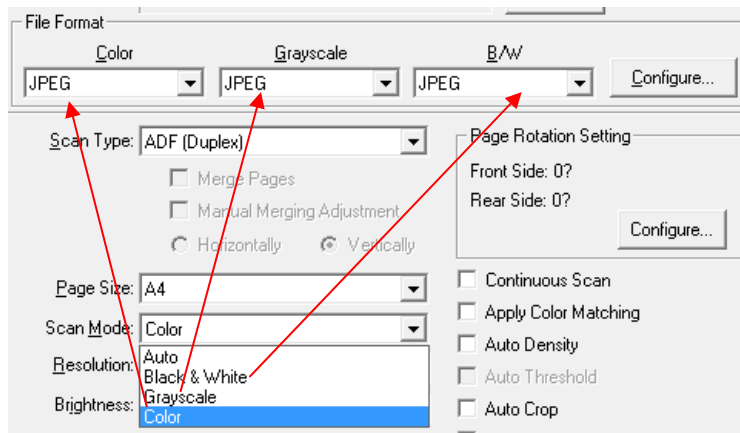 File Format
Color Grayscale B/W
JPEG JPEG JPEG Configure...
Scan Type: ADF (Duplex)
Page Rotation Setting
Merge Pages
Front Side: 0?
Manual Merging Adjustment
Rear Side: 0?
Horizontally Vertically
Configure...
Page Size: A4
Continuous Scan
Scan Mode: Color
Apply Color Matching
Resolution: Auto
Auto Density
Black & White
Auto Threshold
Brightness: Grayscale
Color
Auto Crop